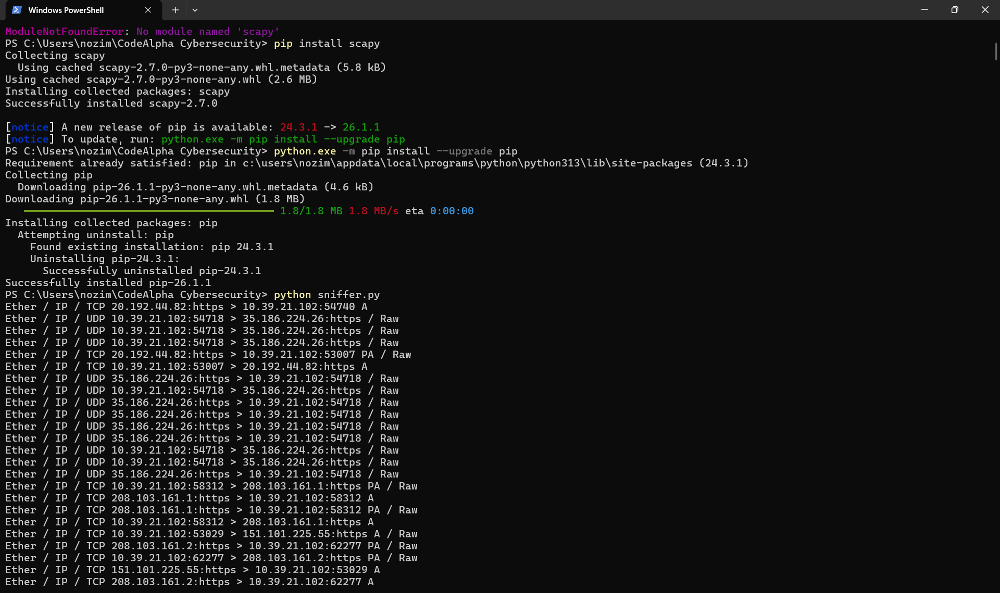 Windows PowerShell
ModuleNotFoundError: No module named 'scapy'
PS C:\Users\nozim\CodeAlpha Cybersecurity> pip install scapy
Collecting scapy
  Using cached scapy-2.7.0-py3-none-any.whl.metadata (5.8 kB)
Using cached scapy-2.7.0-py3-none-any.whl (2.6 MB)
Installing collected packages: scapy
Successfully installed scapy-2.7.0
[notice] A new release of pip is available: 24.3.1 -> 26.1.1
[notice] To update, run: python.exe -m pip install --upgrade pip
PS C:\Users\nozim\CodeAlpha Cybersecurity> python.exe -m pip install --upgrade pip
Requirement already satisfied: pip in c:\users\nozim\appdata\local\programs\python\python313\lib\site-packages (24.3.1)
Collecting pip
  Downloading pip-26.1.1-py3-none-any.whl.metadata (4.6 kB)
Downloading pip-26.1.1-py3-none-any.whl (1.8 MB)
1.8/1.8 MB 1.8 MB/s eta 0:00:00
Installing collected packages: pip
  Attempting uninstall: pip
    Found existing installation: pip 24.3.1
    Uninstalling pip-24.3.1:
      Successfully uninstalled pip-24.3.1
Successfully installed pip-26.1.1
PS C:\Users\nozim\CodeAlpha Cybersecurity> python sniffer.py
Ether / IP / TCP 20.192.44.82:https > 10.39.21.102:54740 A
Ether / IP / UDP 10.39.21.102:54718 > 35.186.224.26:https / Raw
Ether / IP / UDP 10.39.21.102:54718 > 35.186.224.26:https / Raw
Ether / IP / UDP 10.39.21.102:54718 > 35.186.224.26:https / Raw
Ether / IP / TCP 20.192.44.82:https > 10.39.21.102:53007 PA / Raw
Ether / IP / TCP 10.39.21.102:53007 > 20.192.44.82:https A
Ether / IP / UDP 35.186.224.26:https > 10.39.21.102:54718 / Raw
Ether / IP / UDP 10.39.21.102:54718 > 35.186.224.26:https / Raw
Ether / IP / UDP 35.186.224.26:https > 10.39.21.102:54718 / Raw
Ether / IP / UDP 35.186.224.26:https > 10.39.21.102:54718 / Raw
Ether / IP / UDP 35.186.224.26:https > 10.39.21.102:54718 / Raw
Ether / IP / UDP 35.186.224.26:https > 10.39.21.102:54718 / Raw
Ether / IP / UDP 10.39.21.102:54718 > 35.186.224.26:https / Raw
Ether / IP / UDP 10.39.21.102:54718 > 35.186.224.26:https / Raw
Ether / IP / UDP 35.186.224.26:https > 10.39.21.102:54718 / Raw
Ether / IP / TCP 10.39.21.102:58312 > 208.103.161.1:https PA / Raw
Ether / IP / TCP 208.103.161.1:https > 10.39.21.102:58312 A
Ether / IP / TCP 208.103.161.1:https > 10.39.21.102:58312 PA / Raw
Ether / IP / TCP 10.39.21.102:58312 > 208.103.161.1:https A
Ether / IP / TCP 10.39.21.102:53029 > 151.101.225.55:https A / Raw
Ether / IP / TCP 208.103.161.2:https > 10.39.21.102:62277 PA / Raw
Ether / IP / TCP 10.39.21.102:62277 > 208.103.161.2:https PA / Raw
Ether / IP / TCP 151.101.225.55:https > 10.39.21.102:53029 A
Ether / IP / TCP 208.103.161.2:https > 10.39.21.102:62277 A